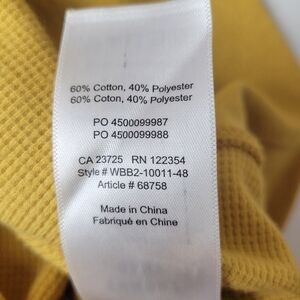 60% Cotton, 40% Polyester
60% Coton, 40% Polyester
PO 4500099987
PO 4500099988
CA 23725 RN 122354
Style # WBB2-10011-48
Article # 68758
Made in China
Fabriqué en Chine